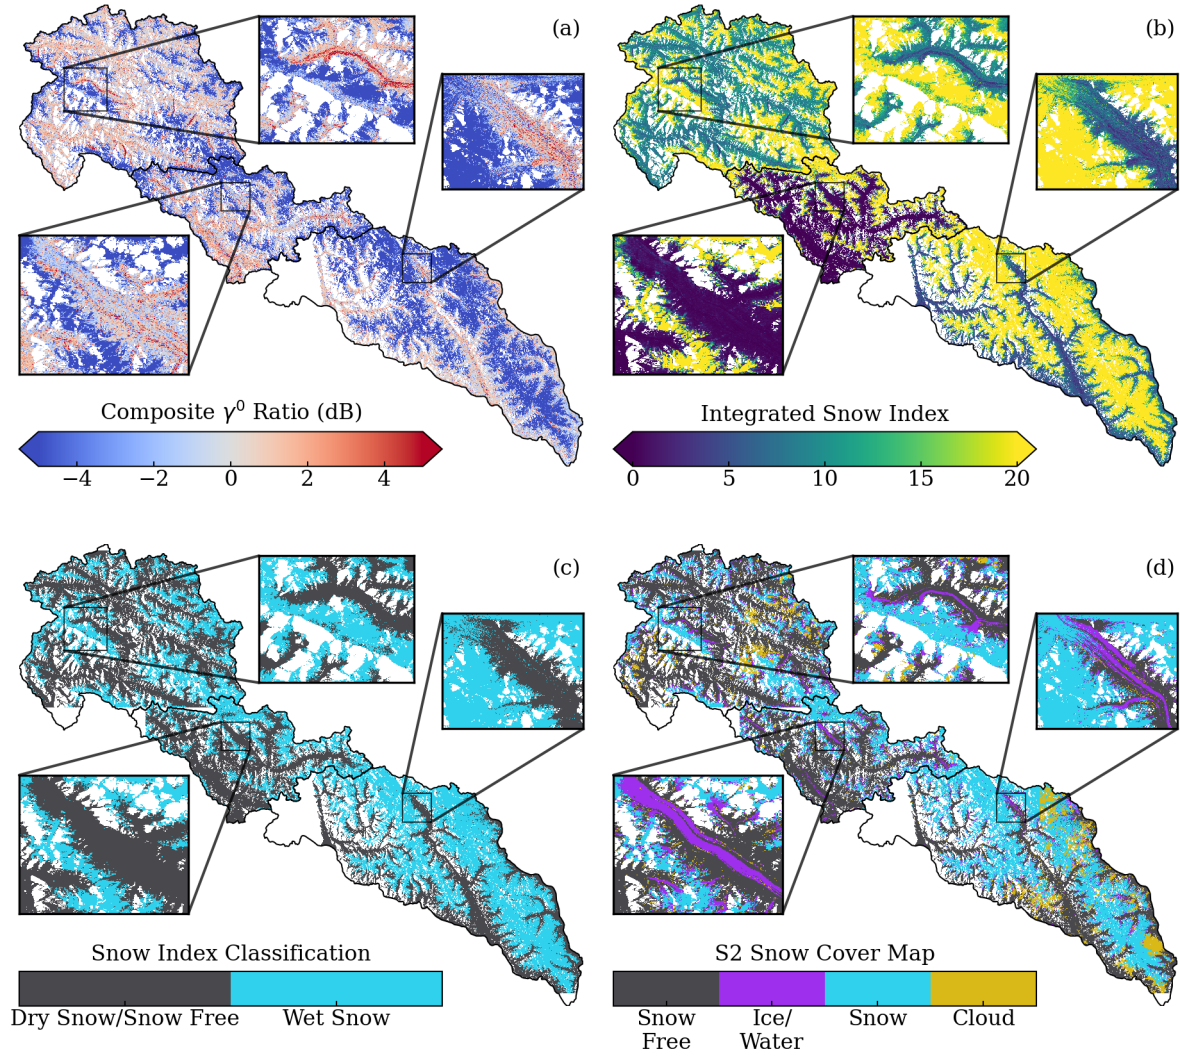 (a)
(b)
Composite γ⁰ Ratio (dB)
−4 −2 0 2 4
Integrated Snow Index
0 5 10 15 20
(c)
(d)
Snow Index Classification
Dry Snow/Snow Free Wet Snow
S2 Snow Cover Map
Snow Free
Ice/ Water
Snow
Cloud